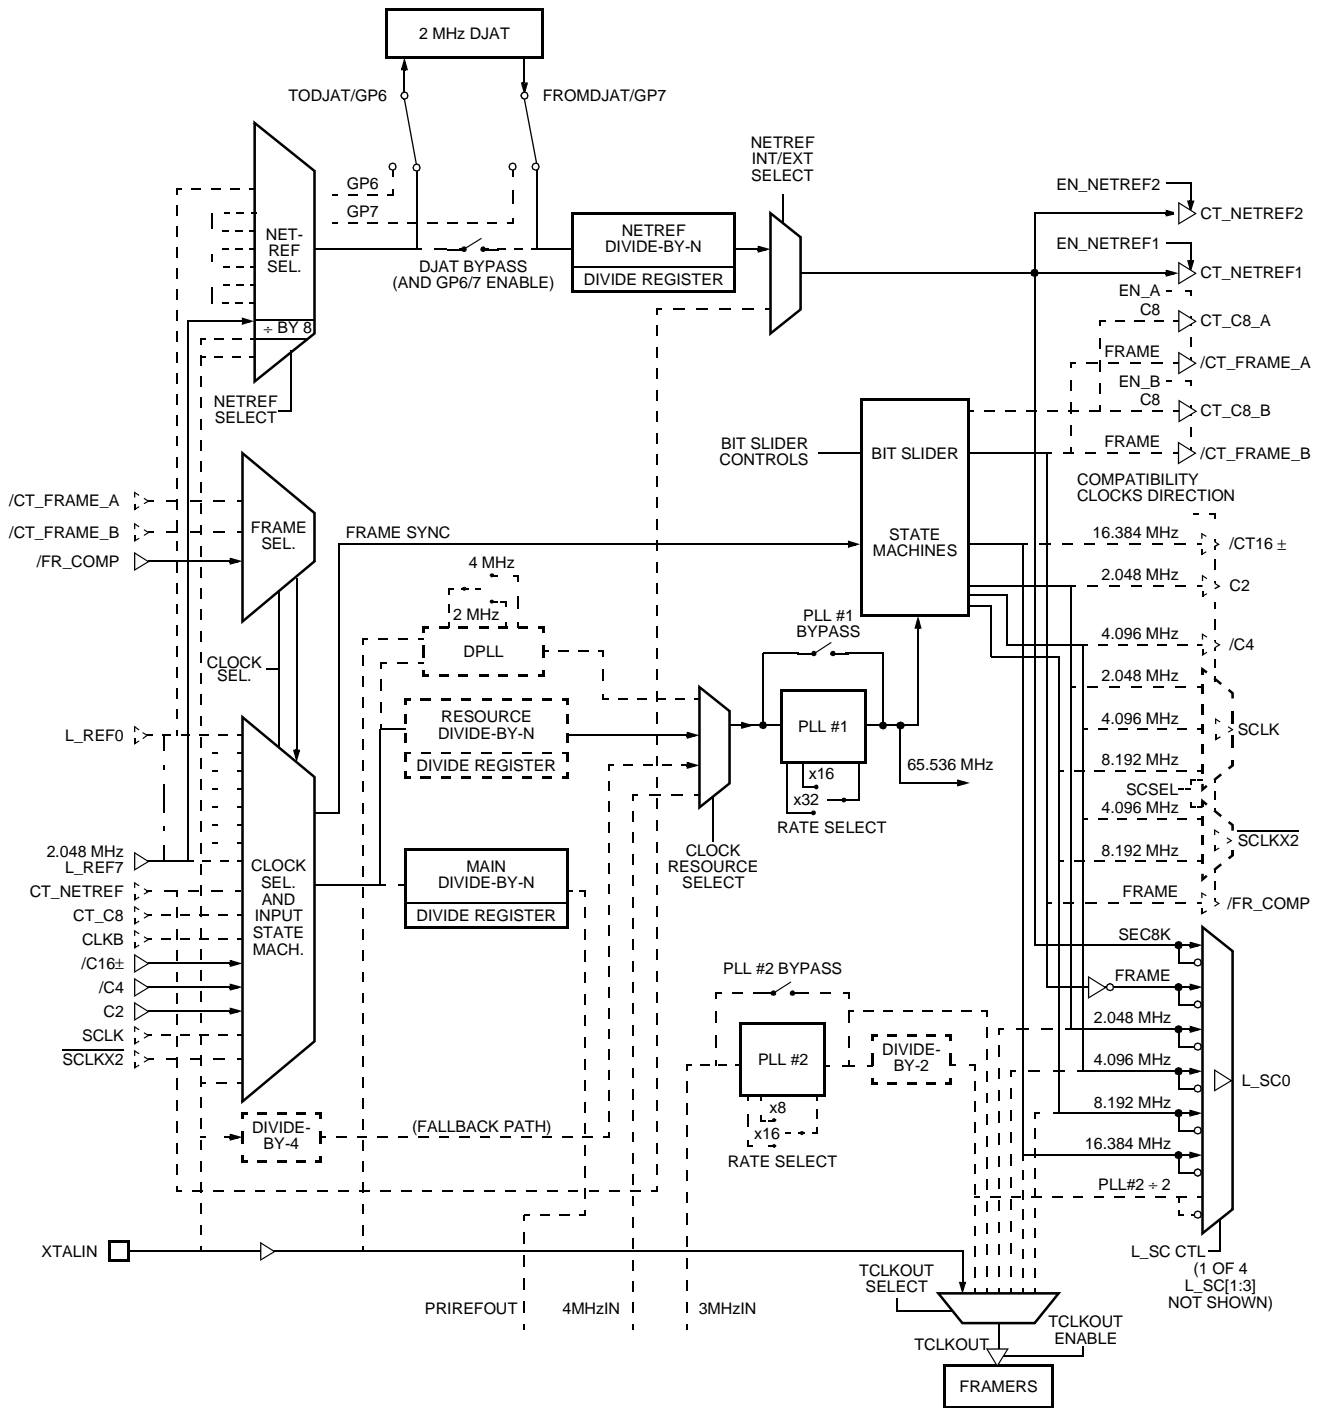 2 MHz DJAT
TODJAT/GP6
FROMDJAT/GP7
NETREF
INT/EXT
SELECT
GP6
GP7
NET-
REF
SEL.
÷ BY 8
NETREF
SELECT
DJAT BYPASS
(AND GP6/7 ENABLE)
NETREF
DIVIDE-BY-N
DIVIDE REGISTER
EN_NETREF2
CT_NETREF2
EN_NETREF1
CT_NETREF1
EN_A
C8
CT_C8_A
FRAME
/CT_FRAME_A
EN_B
C8
CT_C8_B
FRAME
/CT_FRAME_B
BIT SLIDER
CONTROLS
BIT SLIDER
STATE
MACHINES
COMPATIBILITY
CLOCKS DIRECTION
/CT_FRAME_A
/CT_FRAME_B
/FR_COMP
FRAME
SEL.
FRAME SYNC
CLOCK
SEL.
4 MHz
2 MHz
DPLL
RESOURCE
DIVIDE-BY-N
DIVIDE REGISTER
MAIN
DIVIDE-BY-N
DIVIDE REGISTER
PLL #1
BYPASS
PLL #1
x16
x32
RATE SELECT
65.536 MHz
CLOCK
RESOURCE
SELECT
16.384 MHz
/CT16 ±
2.048 MHz
C2
4.096 MHz
/C4
2.048 MHz
4.096 MHz
SCLK
8.192 MHz
SCSEL
4.096 MHz
SCLKX2
8.192 MHz
FRAME
/FR_COMP
L_REF0
2.048 MHz
L_REF7
CT_NETREF
CT_C8
CLKB
/C16±
/C4
C2
SCLK
SCLKX2
CLOCK
SEL.
AND
INPUT
STATE
MACH.
DIVIDE-
BY-4
(FALLBACK PATH)
PLL #2 BYPASS
PLL #2
x8
x16
RATE SELECT
DIVIDE-
BY-2
SEC8K
FRAME
2.048 MHz
4.096 MHz
L_SC0
8.192 MHz
16.384 MHz
PLL#2 ÷ 2
L_SC CTL
(1 OF 4
L_SC[1:3]
NOT SHOWN)
XTALIN
PRIREFOUT
4MHzIN
3MHzIN
TCLKOUT
SELECT
TCLKOUT
TCLKOUT
ENABLE
FRAMERS